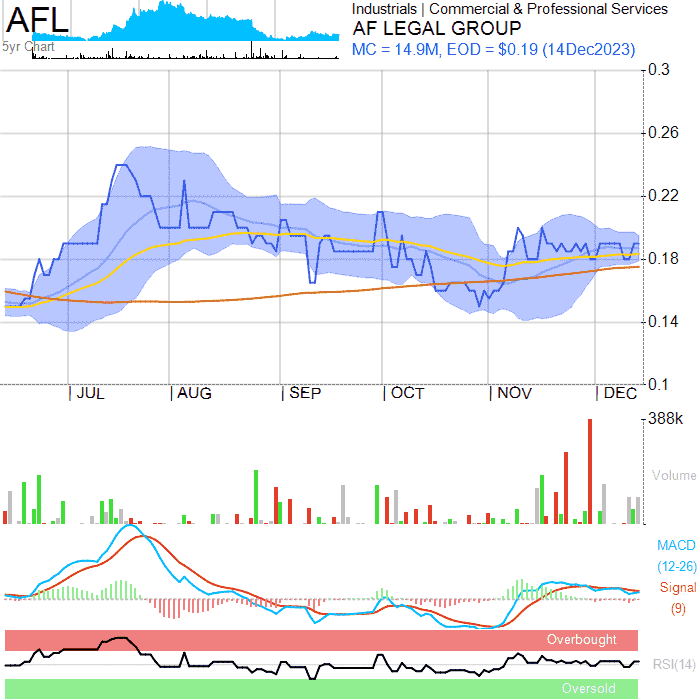 AFL
5yr Chart
Industrials | Commercial & Professional Services
AF LEGAL GROUP
MC = 14.9M, EOD = $0.19 (14Dec2023)
0.3
0.26
0.22
0.18
0.14
0.1
JUL
AUG
SEP
OCT
NOV
DEC
388k
Volume
MACD
(12-26)
Signal
(9)
Overbought
RSI(14)
Oversold